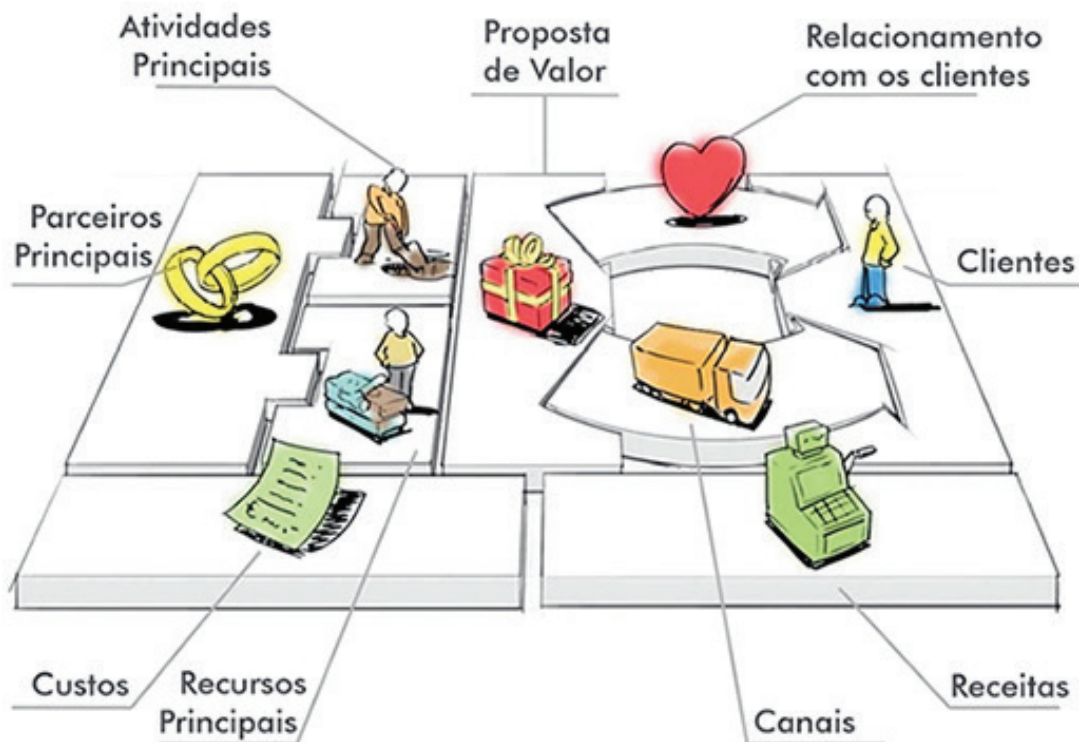 Atividades
Principais
Proposta
de Valor
Relacionamento
com os clientes
Parceiros
Principais
Clientes
Custos
Recursos
Principais
Canais
Receitas